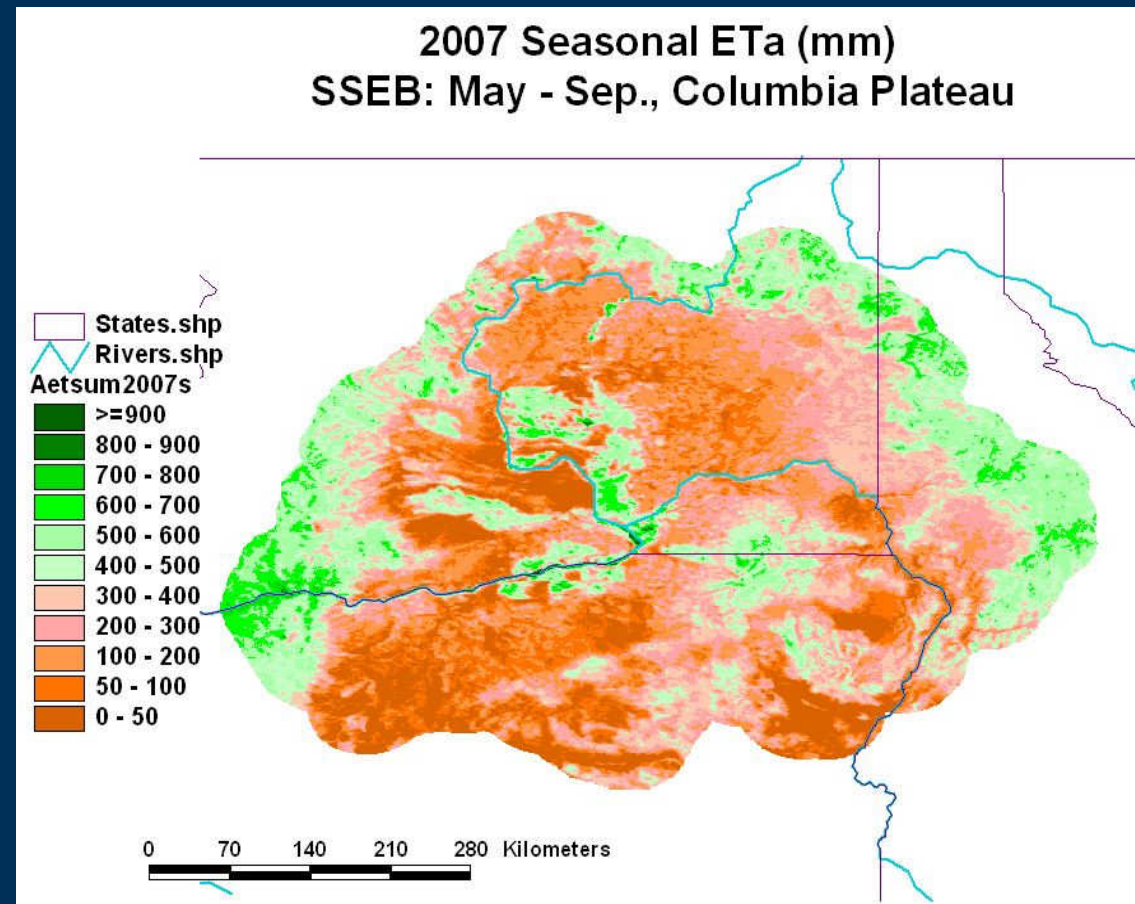 2007 Seasonal ETa (mm)
SSEB: May - Sep., Columbia Plateau
States.shp
Rivers.shp
Aetsum2007s
>=900
800 - 900
700 - 800
600 - 700
500 - 600
400 - 500
300 - 400
200 - 300
100 - 200
50 - 100
0 - 50
0 70 140 210 280 Kilometers